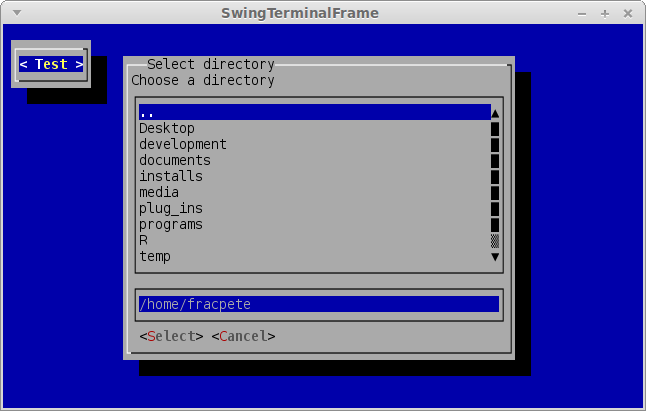 SwingTerminalFrame
< Test >
Select directory
Choose a directory
..
Desktop
development
documents
installs
media
plug_ins
programs
R
temp
/home/fracpete
<Select> <Cancel>